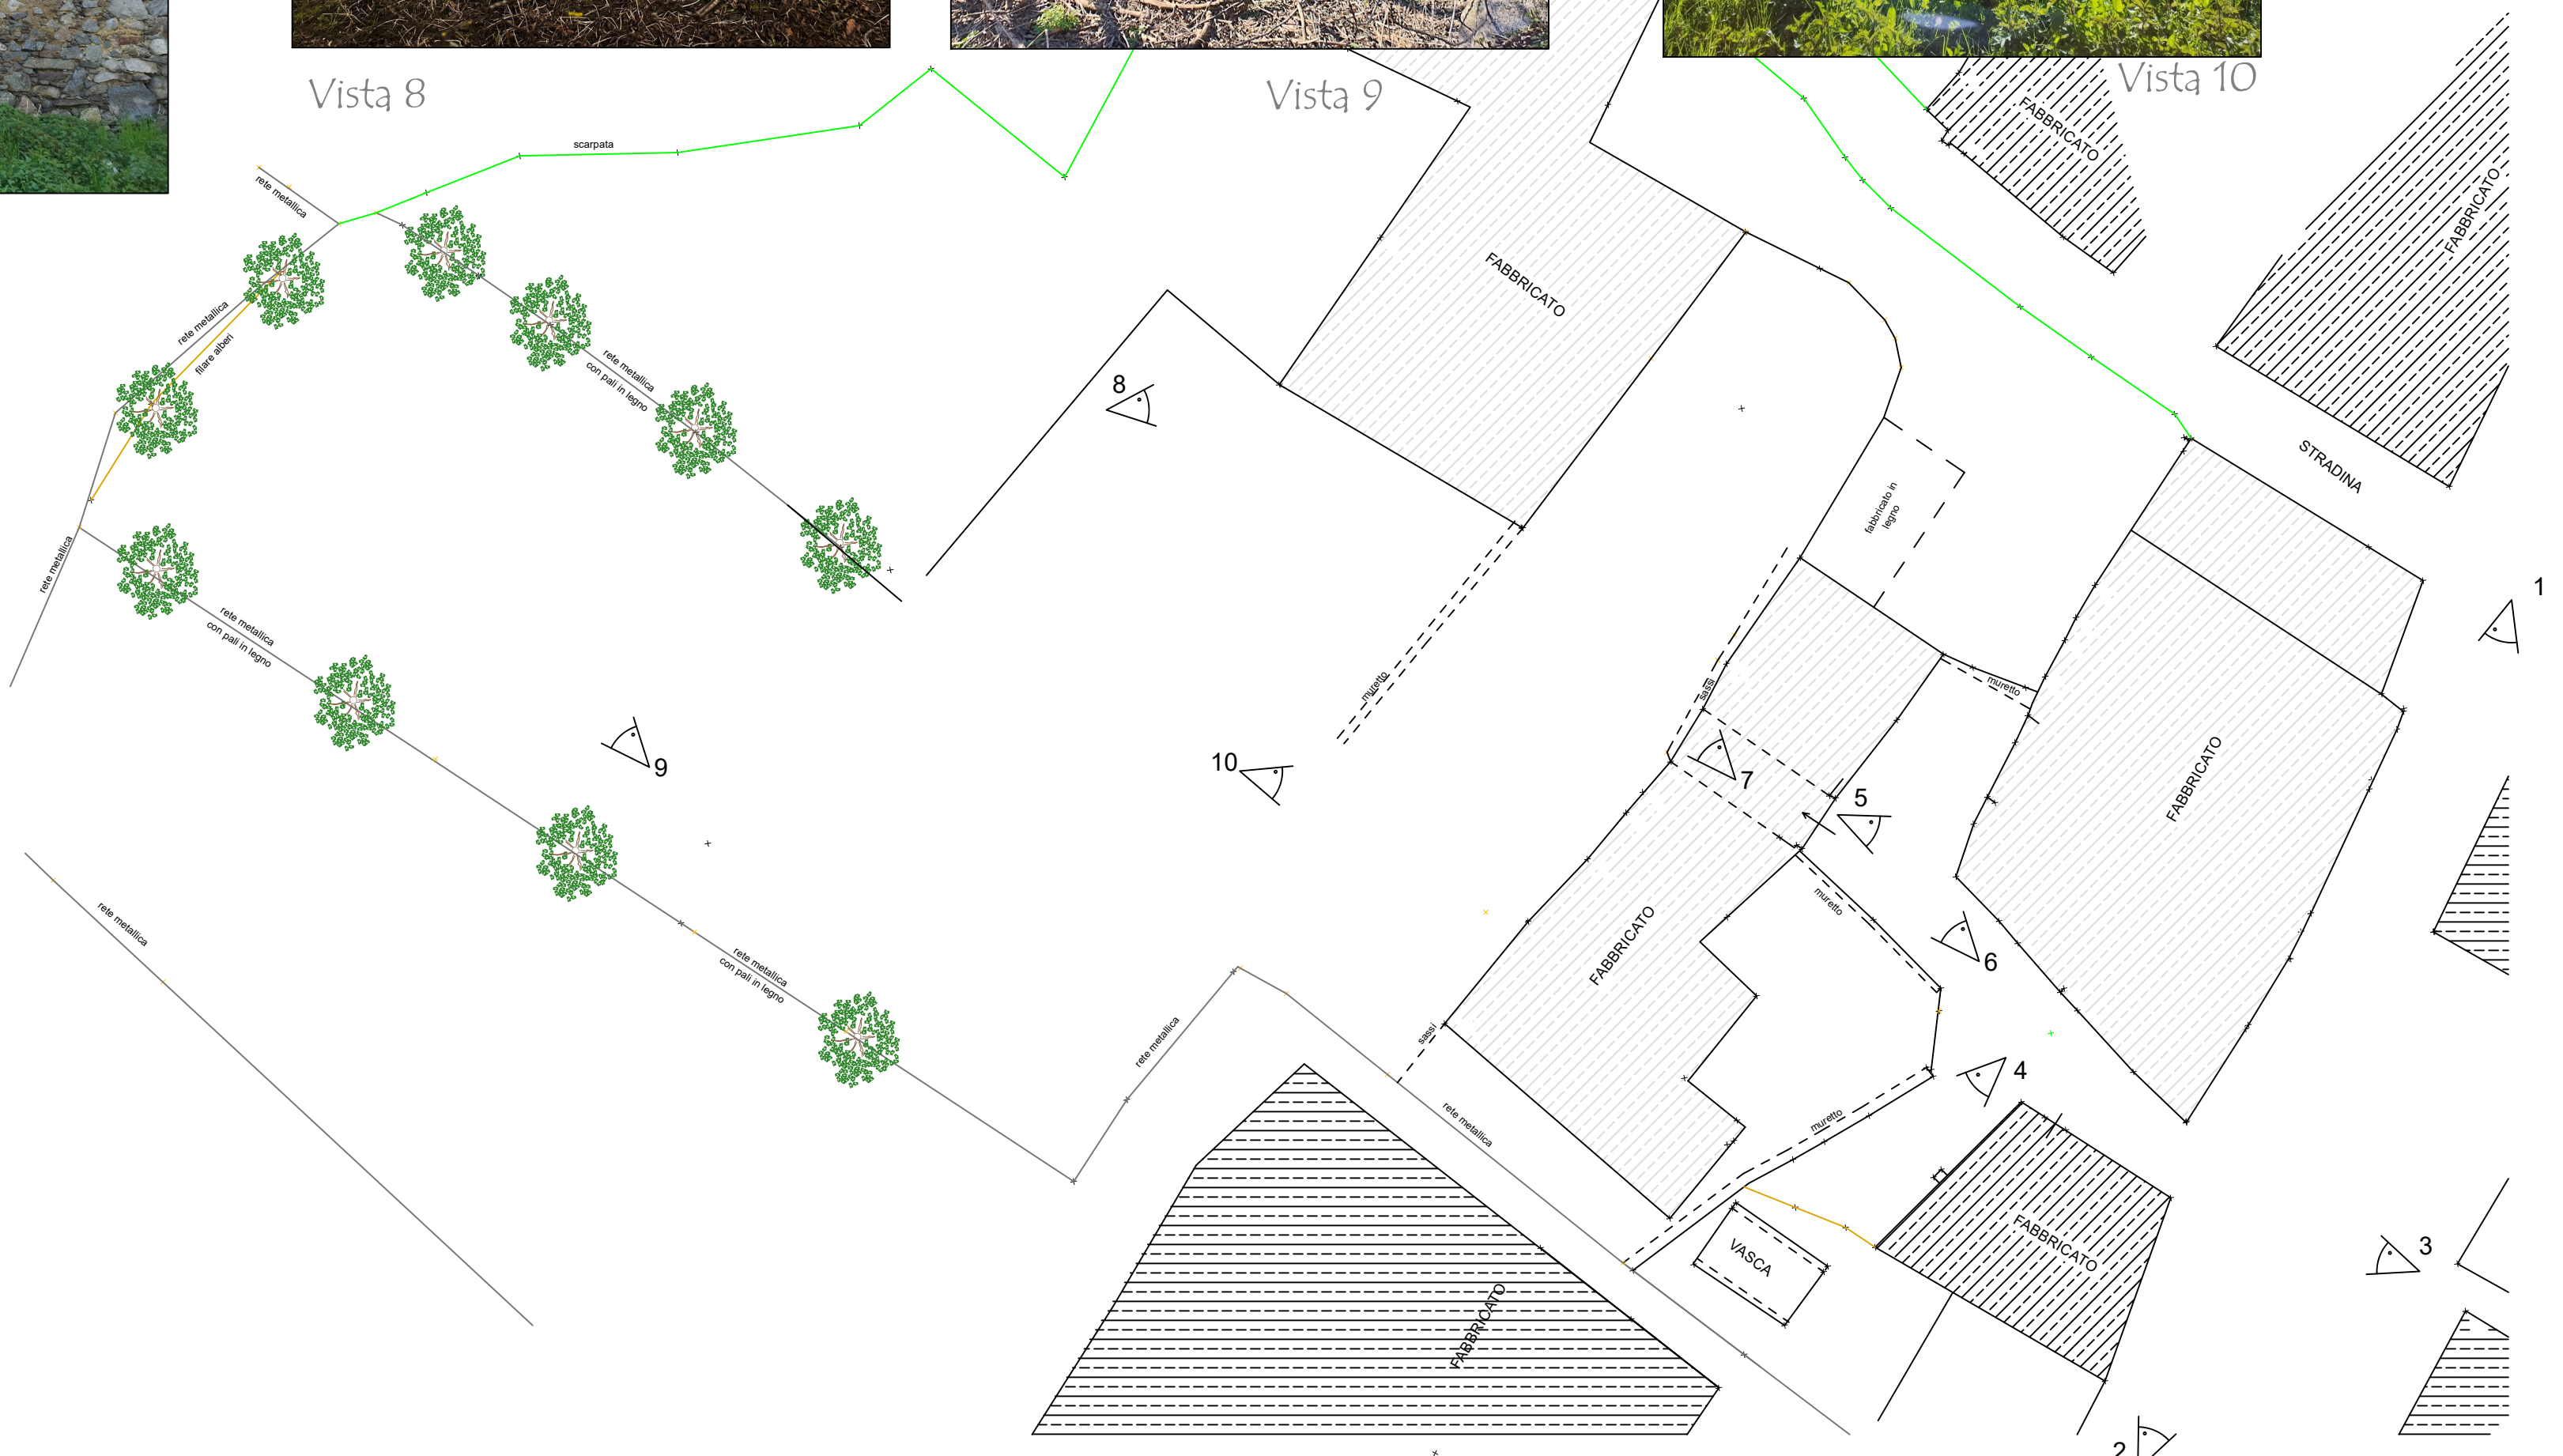 Vista 8
Vista 9
Vista 10
scarpata
rete metallica
FABBRICATO
FABBRICATO
FABBRICATO
rete metallica
filare alberi
rete metallica
con pali in legno
8
STRADINA
fabbricato in
legno
rete metallica
1
rete metallica
con pali in legno
muretto
sassi
muretto
9
10
7
5
FABBRICATO
rete metallica
muretto
FABBRICATO
6
rete metallica
con pali in legno
rete metallica
sassi
4
rete metallica
muretto
FABBRICATO
VASCA
3
FABBRICATO
2